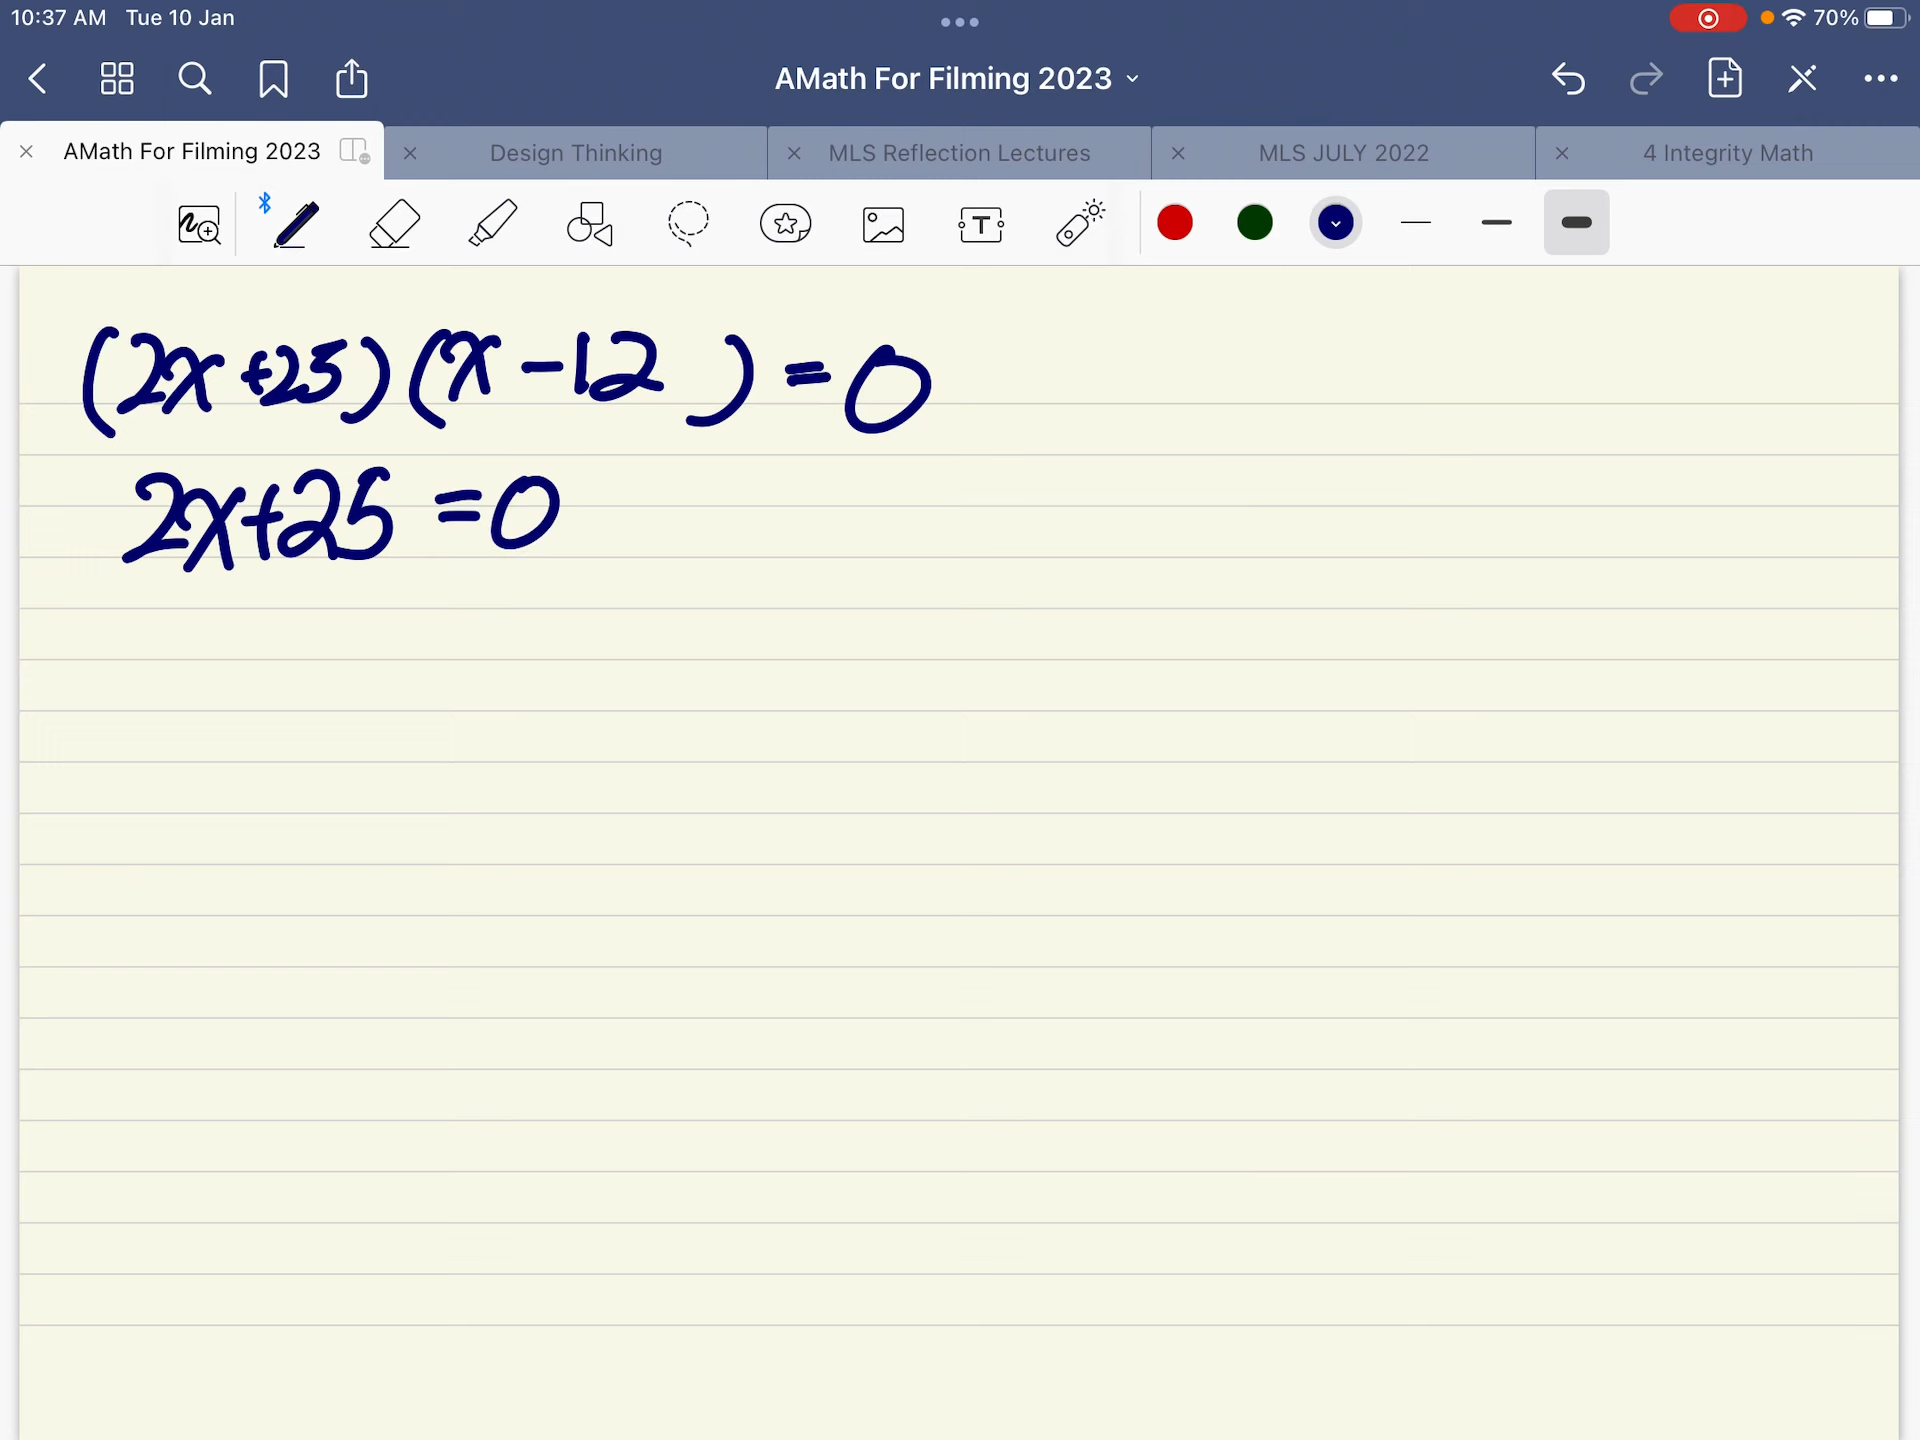 10:37 AM Tue 10 Jan 70%
AMath For Filming 2023
AMath For Filming 2023 Design Thinking MLS Reflection Lectures MLS JULY 2022 4 Integrity Math
T
(2x+25)(x-12)=0
2x+25=0